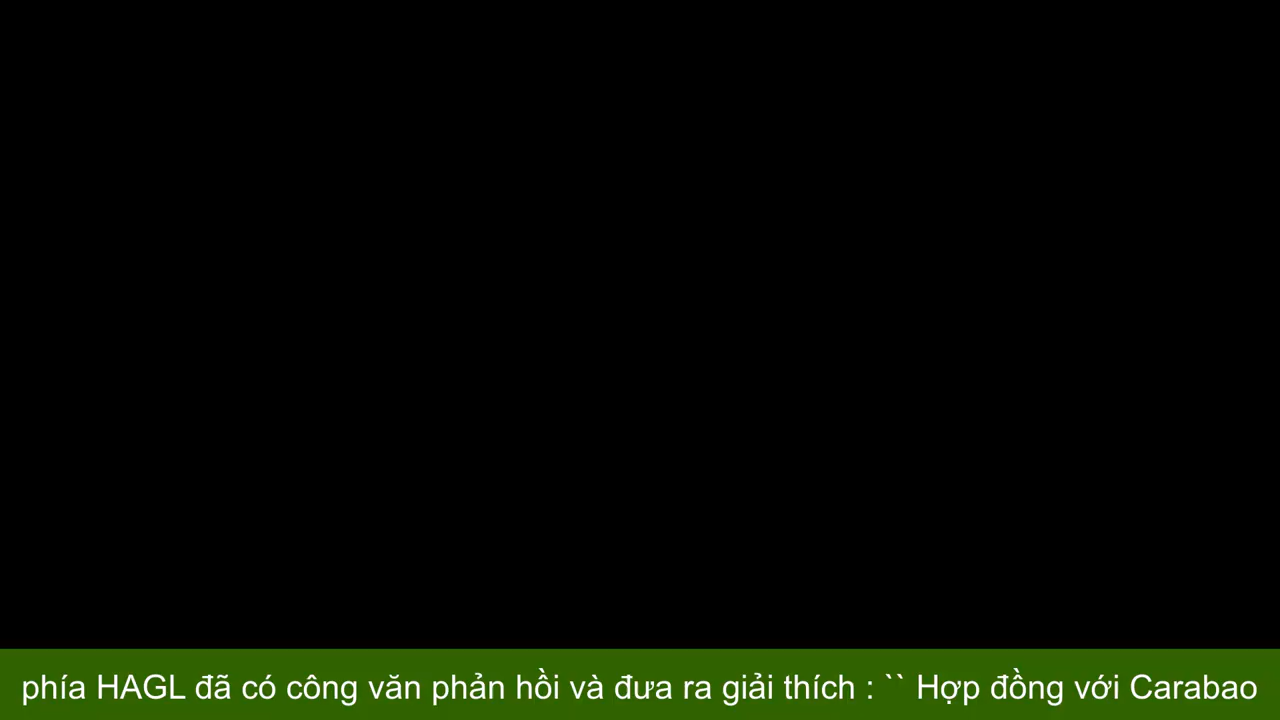 phía HAGL đã có công văn phản hồi và đưa ra giải thích : `` Hợp đồng với Carabao